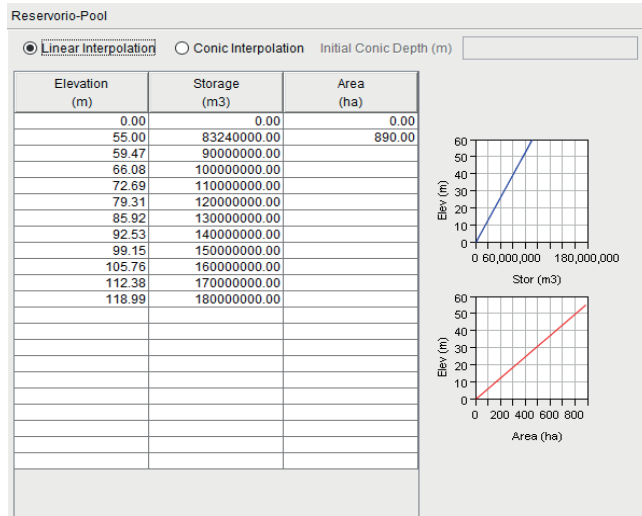 Reservorio-Pool
Linear Interpolation Conic Interpolation Initial Conic Depth (m)
Elevation (m) Storage (m3) Area (ha)
0.00 0.00 0.00
55.00 83240000.00 890.00
59.47 90000000.00
66.08 100000000.00
72.69 110000000.00
79.31 120000000.00
85.92 130000000.00
92.53 140000000.00
99.15 150000000.00
105.76 160000000.00
112.38 170000000.00
118.99 180000000.00
60
50
40
30
20
10
0
Elev (m)
0 60,000,000 180,000,000
Stor (m3)
60
50
40
30
20
10
0
Elev (m)
0 200 400 600 800
Area (ha)